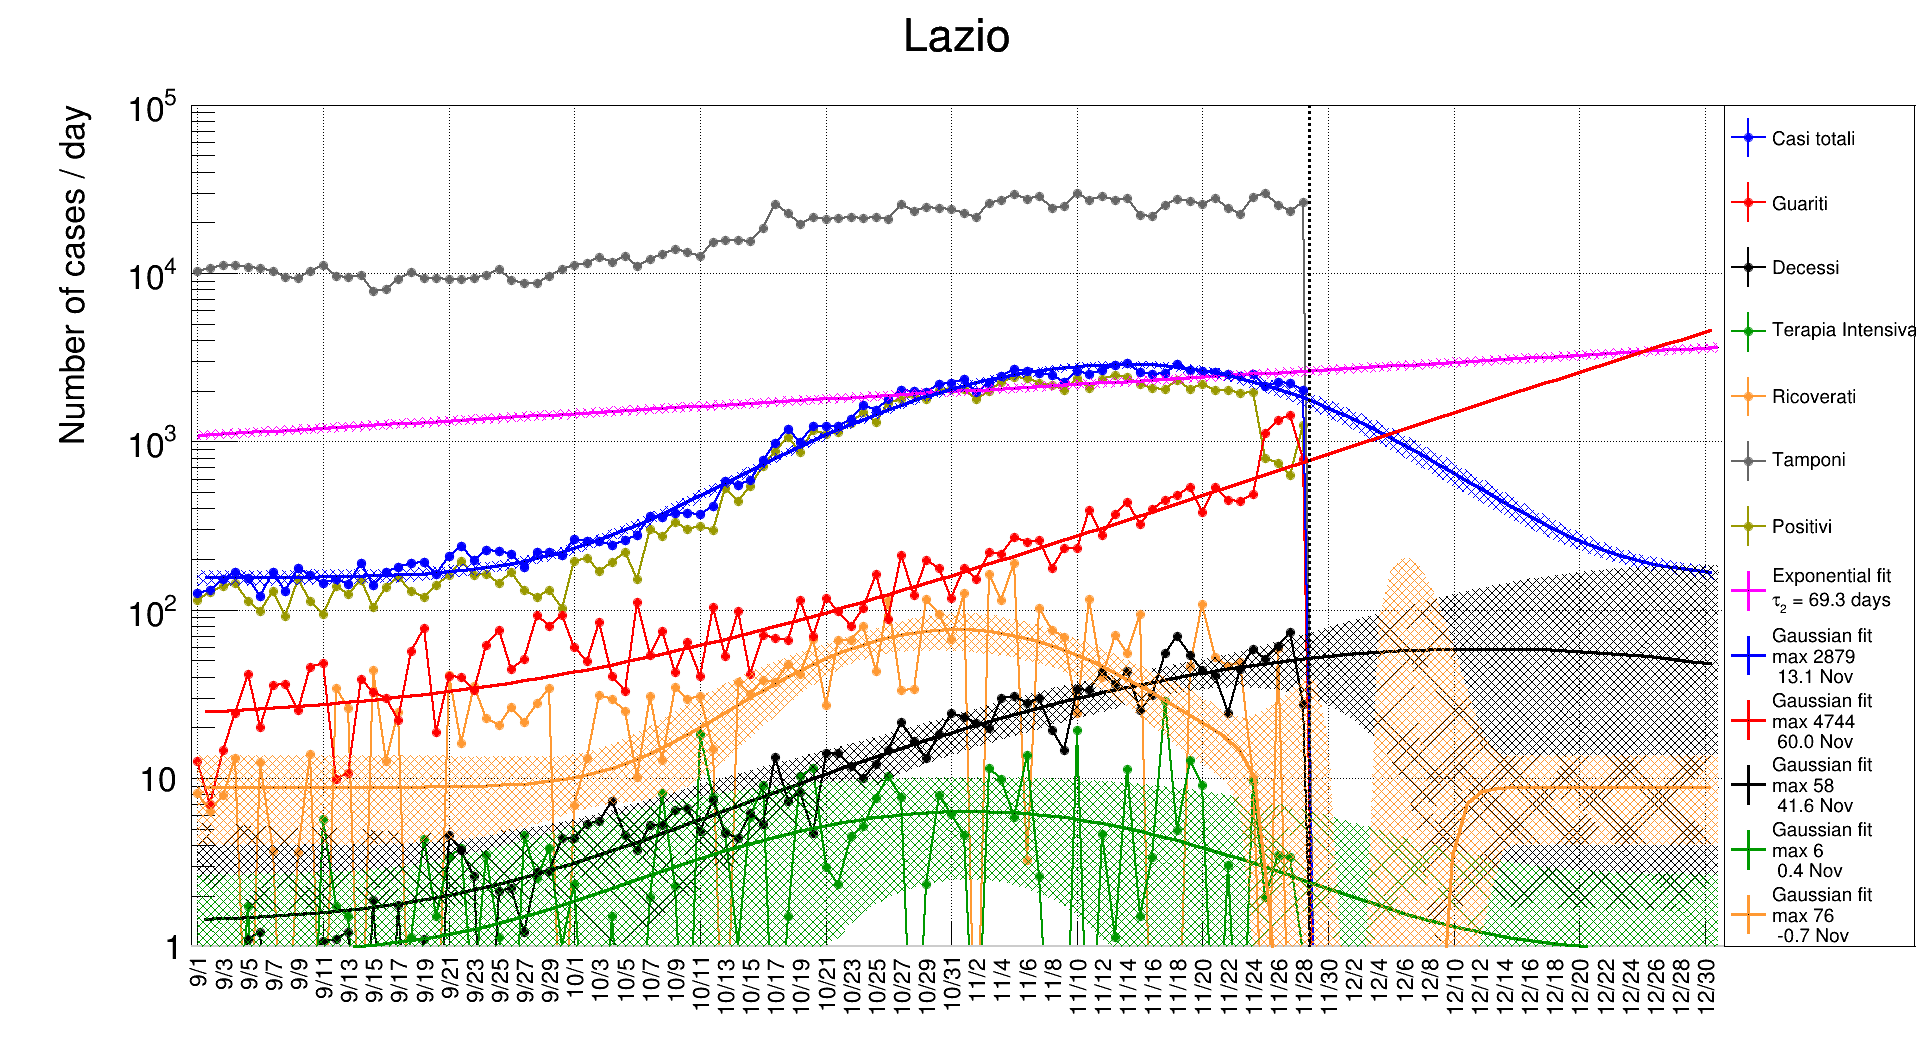 Lazio
Number of cases / day
10^5
10^4
10^3
10^2
10
1
9/1 9/3 9/5 9/7 9/9 9/11 9/13 9/15 9/17 9/19 9/21 9/23 9/25 9/27 9/29 10/1 10/3 10/5 10/7 10/9 10/11 10/13 10/15 10/17 10/19 10/21 10/23 10/25 10/27 10/29 10/31 11/2 11/4 11/6 11/8 11/10 11/12 11/14 11/16 11/18 11/20 11/22 11/24 11/26 11/28 11/30 12/2 12/4 12/6 12/8 12/10 12/12 12/14 12/16 12/18 12/20 12/22 12/24 12/26 12/28 12/30
Casi totali
Guariti
Decessi
Terapia Intensiva
Ricoverati
Tamponi
Positivi
Exponential fit
τ2 = 69.3 days
Gaussian fit
max 2879
13.1 Nov
Gaussian fit
max 4744
60.0 Nov
Gaussian fit
max 58
41.6 Nov
Gaussian fit
max 6
0.4 Nov
Gaussian fit
max 76
-0.7 Nov